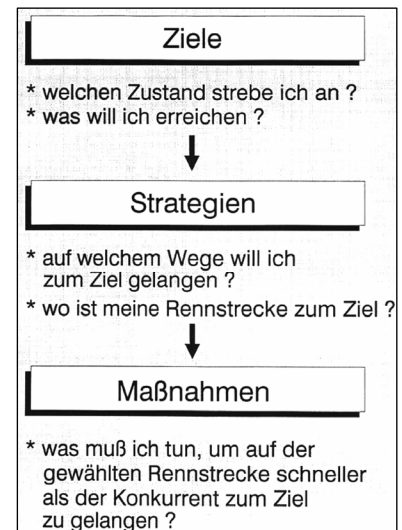 Ziele
* welchen Zustand strebe ich an ?
* was will ich erreichen ?
Strategien
* auf welchem Wege will ich
zum Ziel gelangen ?
* wo ist meine Rennstrecke zum Ziel ?
Maßnahmen
* was muß ich tun, um auf der
gewählten Rennstrecke schneller
als der Konkurrent zum Ziel
zu gelangen ?